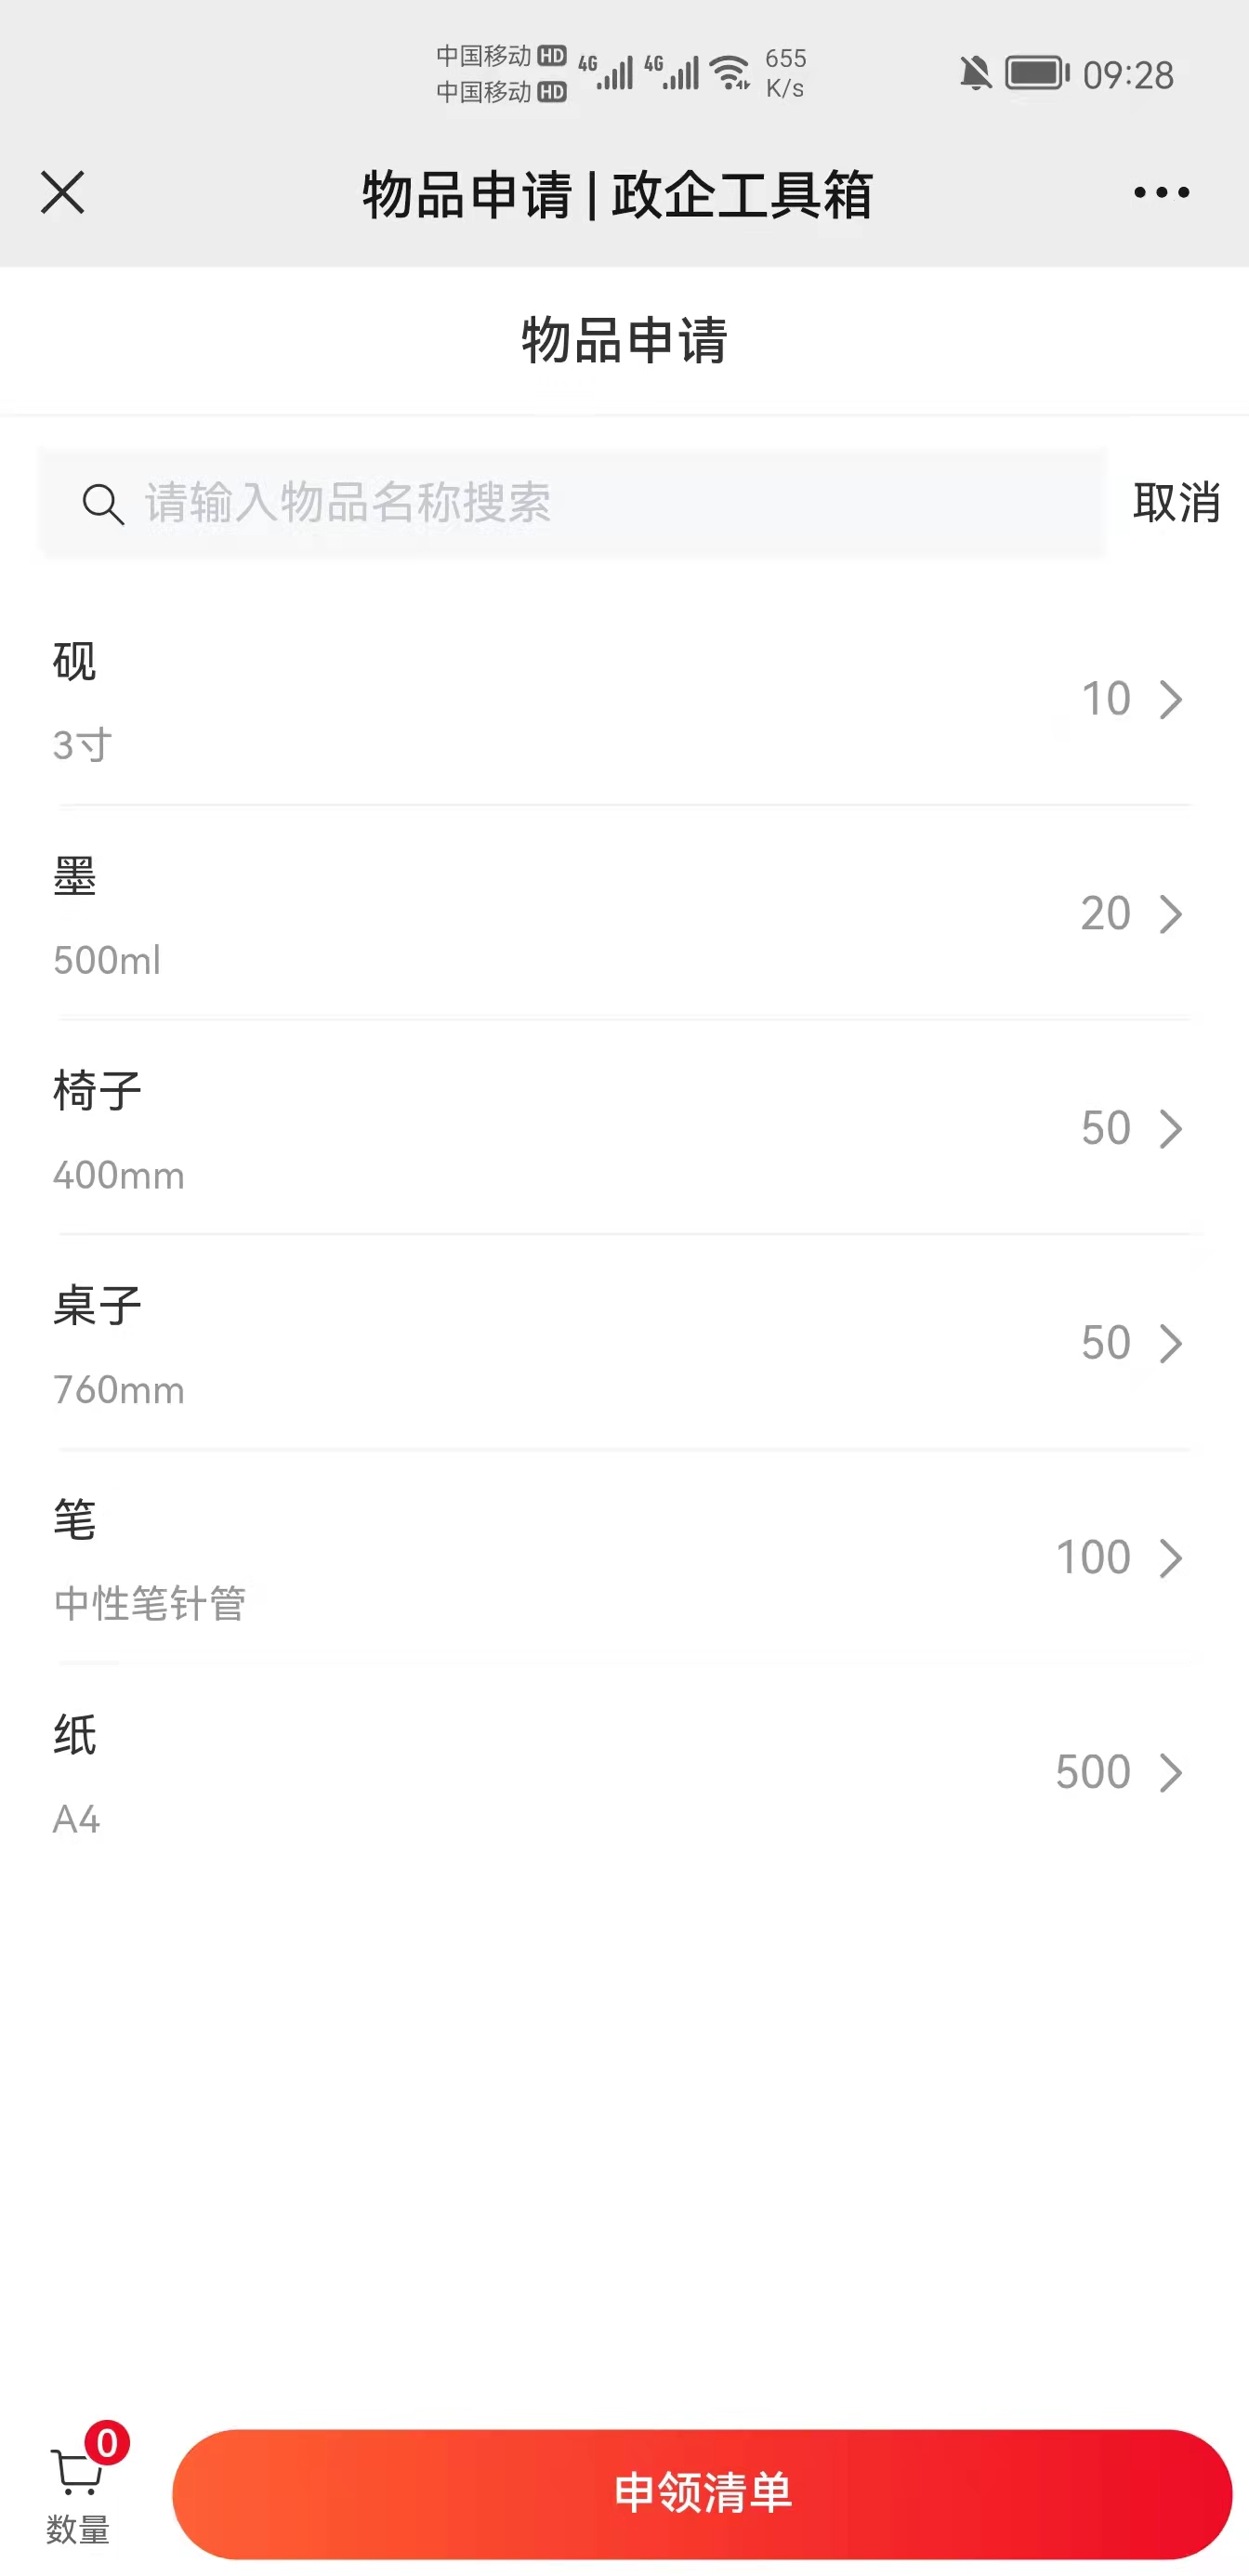 中国移动 HD 4G 4G 655
中国移动 HD K/s 09:28
物品申请 | 政企工具箱
物品申请
请输入物品名称搜索 取消
砚
3寸
10
墨
500ml
20
椅子
400mm
50
桌子
760mm
50
笔
中性笔针管
100
纸
A4
500
0
数量
申领清单